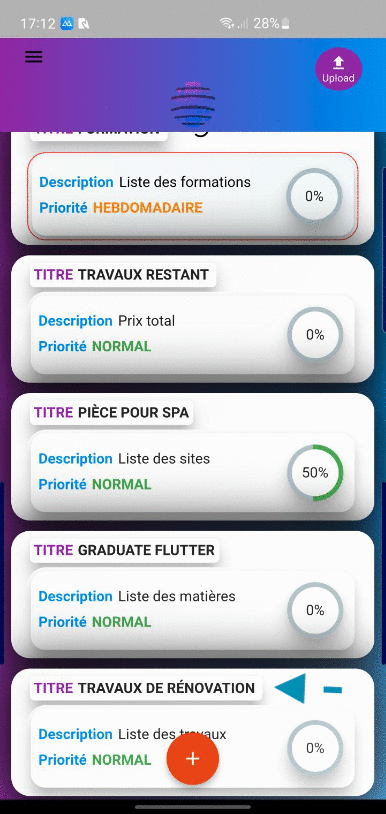 17:12 28%
Upload
TITRE FORMATION
Description Liste des formations
Priorité HEBDOMADAIRE
0%
TITRE TRAVAUX RESTANT
Description Prix total
Priorité NORMAL
0%
TITRE PIÈCE POUR SPA
Description Liste des sites
Priorité NORMAL
50%
TITRE GRADUATE FLUTTER
Description Liste des matières
Priorité NORMAL
0%
TITRE TRAVAUX DE RÉNOVATION
Description Liste des travaux
Priorité NORMAL
0%